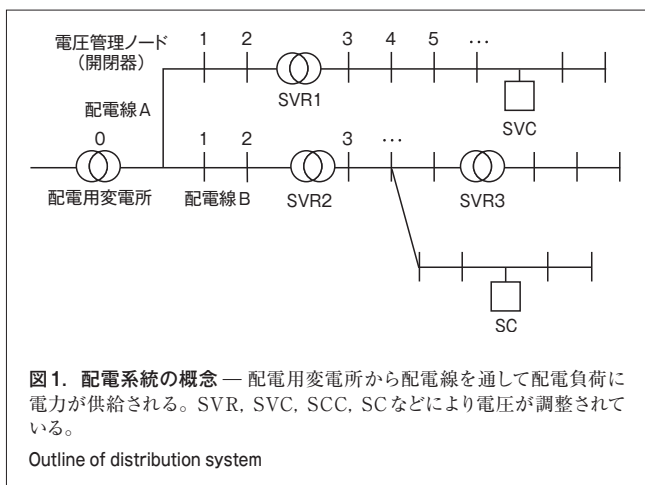 電圧管理ノード
(開閉器)
1 2 3 4 5 …
SVR1
SVC
配電線A
0 1 2 3 …
配電用変電所
配電線B
SVR2
SVR3
SC
図1. 配電系統の概念 — 配電用変電所から配電線を通して配電負荷に
電力が供給される。SVR, SVC, SCC, SCなどにより電圧が調整されて
いる。
Outline of distribution system